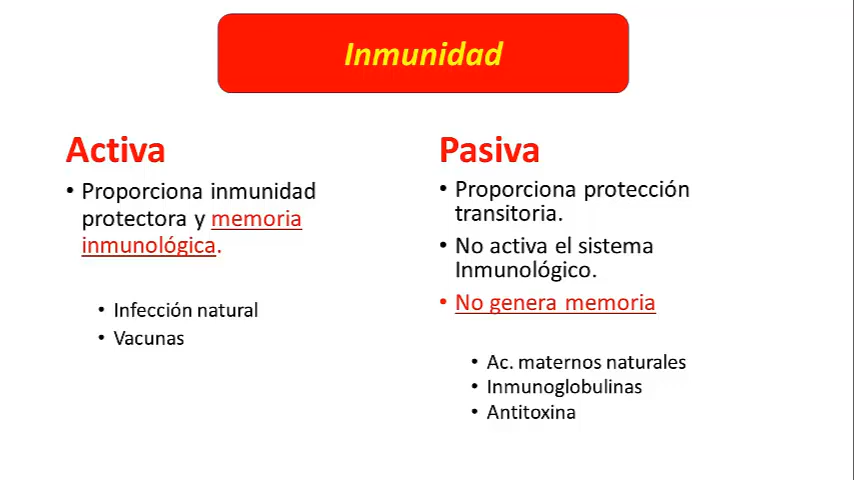 Inmunidad
Activa
• Proporciona inmunidad
protectora y memoria
inmunológica.
• Infección natural
• Vacunas
Pasiva
• Proporciona protección
transitoria.
• No activa el sistema
Inmunológico.
• No genera memoria
• Ac. maternos naturales
• Inmunoglobulinas
• Antitoxina